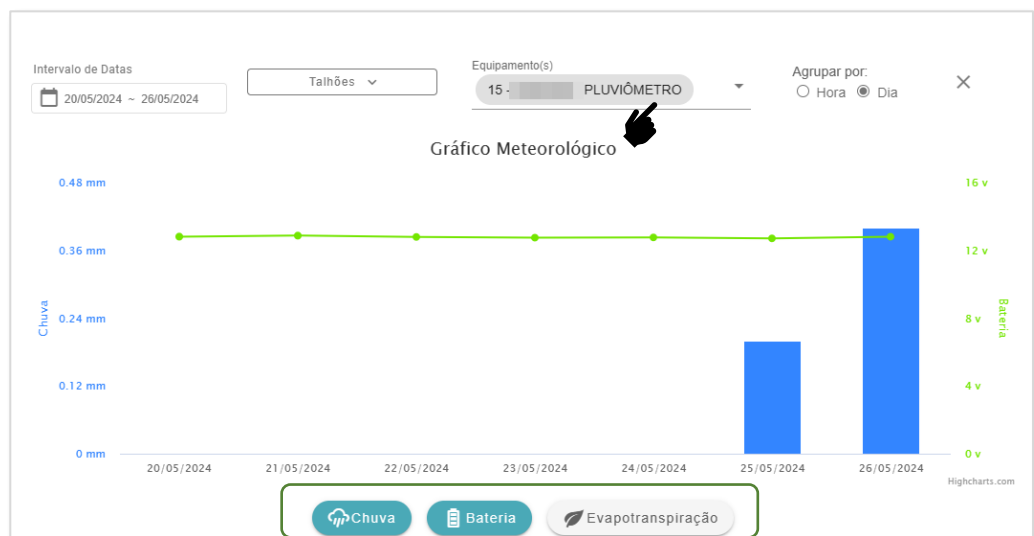 Intervalo de Datas
20/05/2024 ~ 26/05/2024
Talhões
Equipamento(s)
15 - PLUVIÔMETRO
Agrupar por:
Hora Dia
Gráfico Meteorológico
0.48 mm
0.36 mm
0.24 mm
0.12 mm
0 mm
Chuva
16 v
12 v
8 v
4 v
0 v
Bateria
20/05/2024 21/05/2024 22/05/2024 23/05/2024 24/05/2024 25/05/2024 26/05/2024
Highcharts.com
Chuva Bateria Evapotranspiração